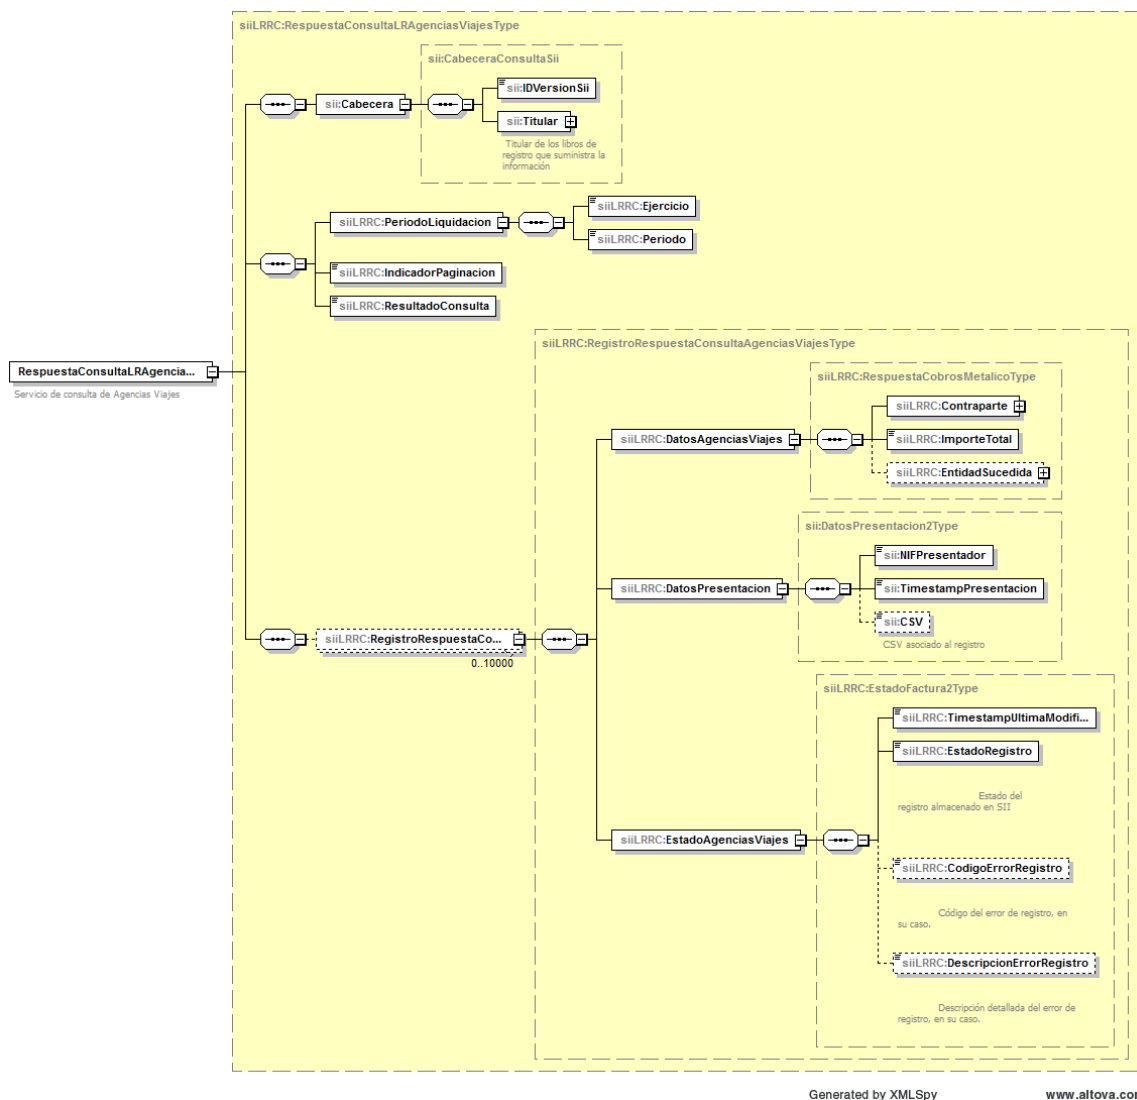 siiLRRC:RespuestaConsultaLRAgenciasViajesType
sii:CabeceraConsultaSii
sii:IDVersionSii
sii:Cabecera
sii:Titular
Titular de los libros de
registro que suministra la
información
siiLRRC:Ejercicio
siiLRRC:PeriodoLiquidacion
siiLRRC:Periodo
siiLRRC:IndicadorPaginacion
siiLRRC:ResultadoConsulta
siiLRRC:RegistroRespuestaConsultaAgenciasViajesType
RespuestaConsultaLRAgencia...
Servicio de consulta de Agencias Viajes
siiLRRC:RespuestaCobrosMetalicoType
siiLRRC:Contraparte
siiLRRC:DatosAgenciasViajes
siiLRRC:ImporteTotal
siiLRRC:EntidadSucedida
sii:DatosPresentacion2Type
sii:NIFPresentador
siiLRRC:DatosPresentacion
sii:TimestampPresentacion
sii:CSV
CSV asociado al registro
siiLRRC:RegistroRespuestaCo...
0..10000
siiLRRC:EstadoFactura2Type
siiLRRC:TimestampUltimaModifi...
siiLRRC:EstadoRegistro
Estado del
registro almacenado en SII
siiLRRC:EstadoAgenciasViajes
siiLRRC:CodigoErrorRegistro
Código del error de registro, en
su caso.
siiLRRC:DescripcionErrorRegistro
Descripción detallada del error de
registro, en su caso.
Generated by XMLSpy
www.altova.com